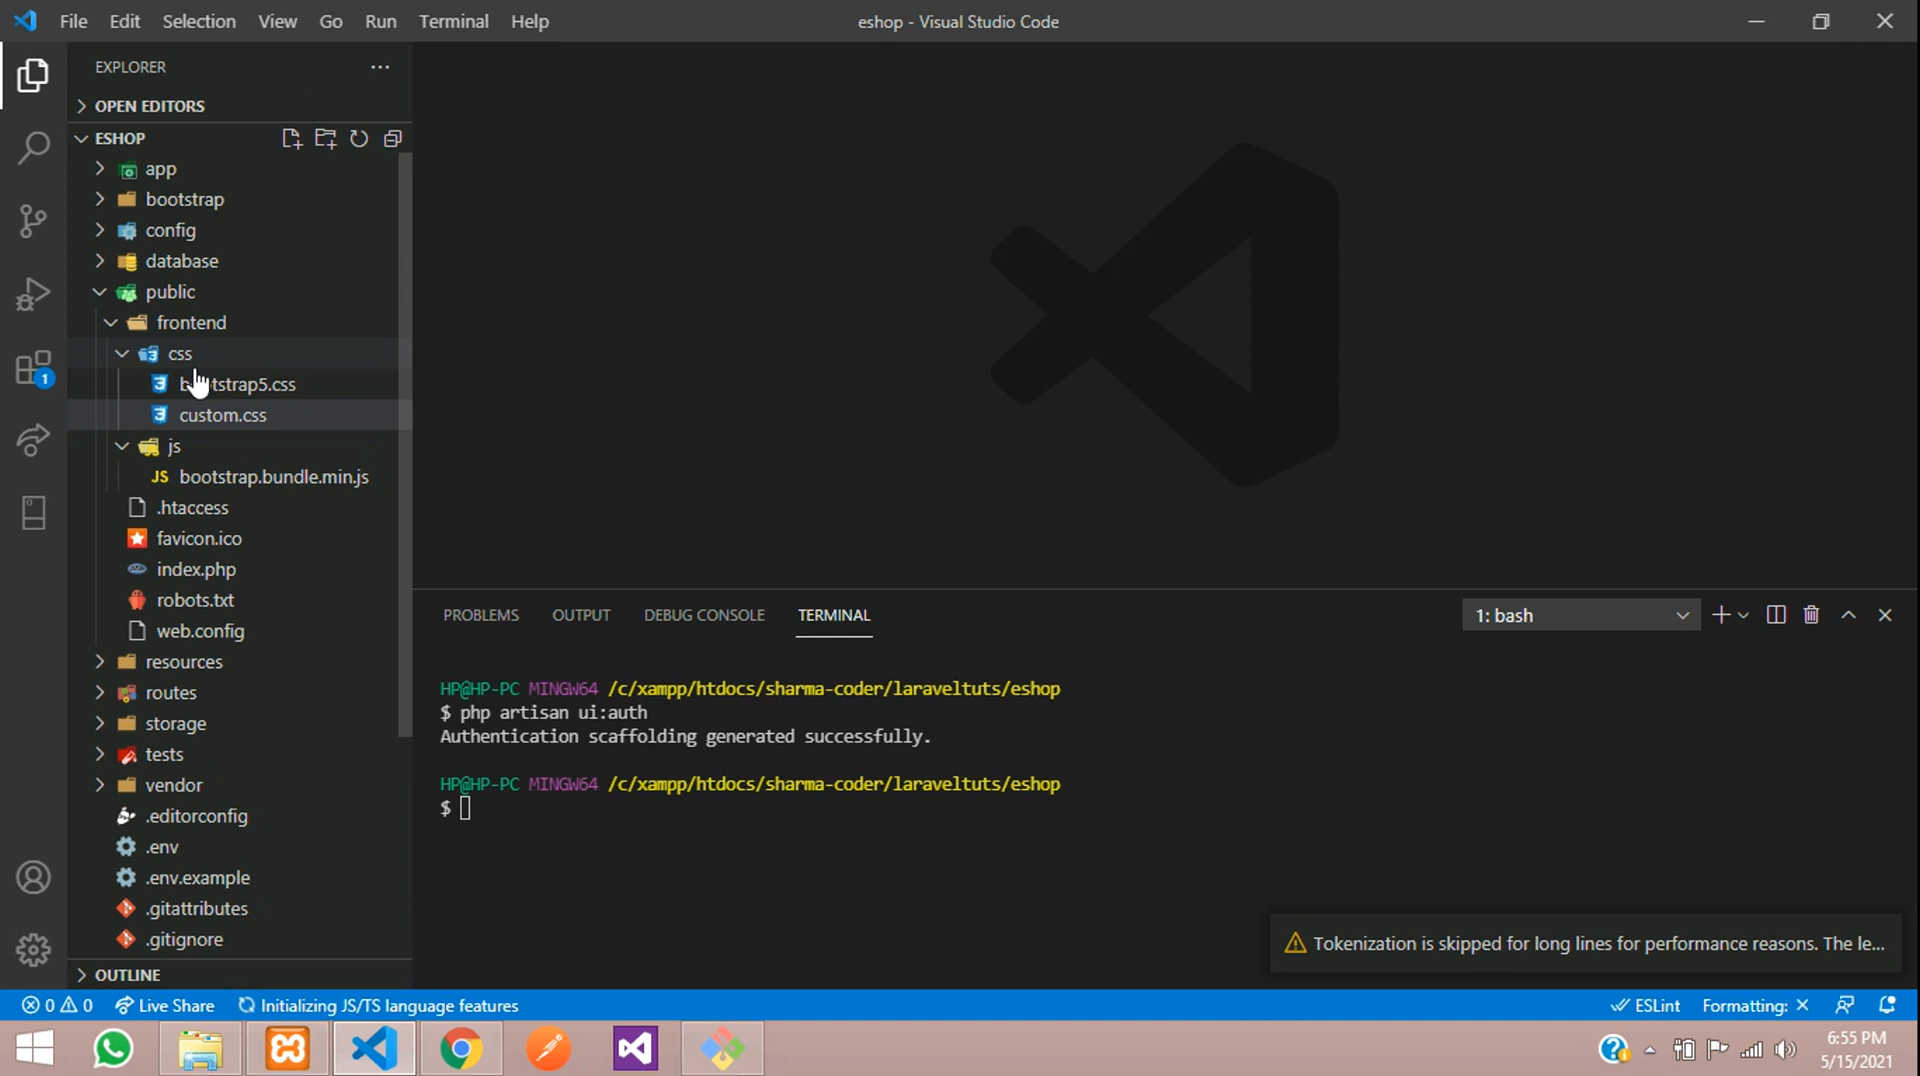 File Edit Selection View Go Run Terminal Help
eshop - Visual Studio Code
EXPLORER
OPEN EDITORS
ESHOP
app
bootstrap
config
database
public
frontend
css
bootstrap5.css
custom.css
js
JS bootstrap.bundle.min.js
.htaccess
favicon.ico
index.php
robots.txt
web.config
resources
routes
storage
tests
vendor
.editorconfig
.env
.env.example
.gitattributes
.gitignore
OUTLINE
1
PROBLEMS OUTPUT DEBUG CONSOLE TERMINAL
1: bash
HP@HP-PC MINGW64 /c/xampp/htdocs/sharma-coder/laraveltuts/eshop
$ php artisan ui:auth
Authentication scaffolding generated successfully.
HP@HP-PC MINGW64 /c/xampp/htdocs/sharma-coder/laraveltuts/eshop
$
Tokenization is skipped for long lines for performance reasons. The le...
0 0 Live Share Initializing JS/TS language features
ESLint Formatting: ×
6:55 PM
5/15/2021